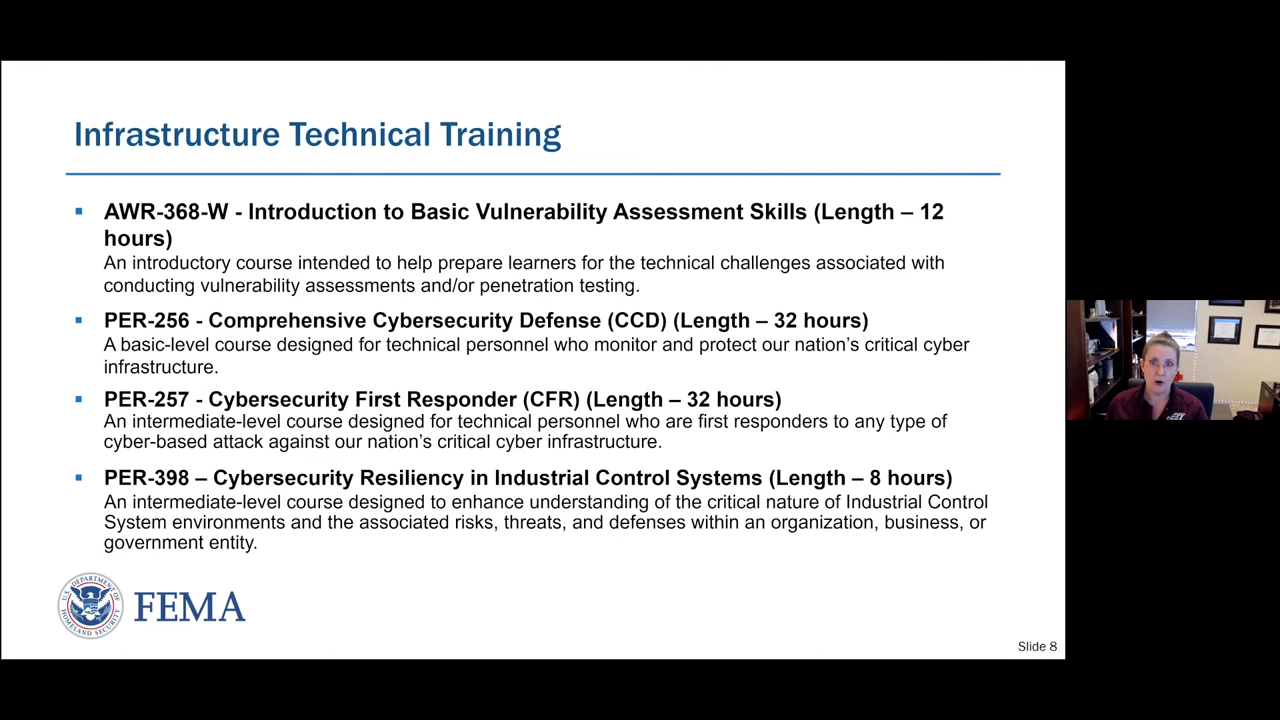 Infrastructure Technical Training
▪ AWR-368-W - Introduction to Basic Vulnerability Assessment Skills (Length – 12
hours)
An introductory course intended to help prepare learners for the technical challenges associated with
conducting vulnerability assessments and/or penetration testing.
▪ PER-256 - Comprehensive Cybersecurity Defense (CCD) (Length – 32 hours)
A basic-level course designed for technical personnel who monitor and protect our nation’s critical cyber
infrastructure.
▪ PER-257 - Cybersecurity First Responder (CFR) (Length – 32 hours)
An intermediate-level course designed for technical personnel who are first responders to any type of
cyber-based attack against our nation’s critical cyber infrastructure.
▪ PER-398 – Cybersecurity Resiliency in Industrial Control Systems (Length – 8 hours)
An intermediate-level course designed to enhance understanding of the critical nature of Industrial Control
System environments and the associated risks, threats, and defenses within an organization, business, or
government entity.
U.S. DEPARTMENT OF
HOMELAND SECURITY
FEMA
Slide 8